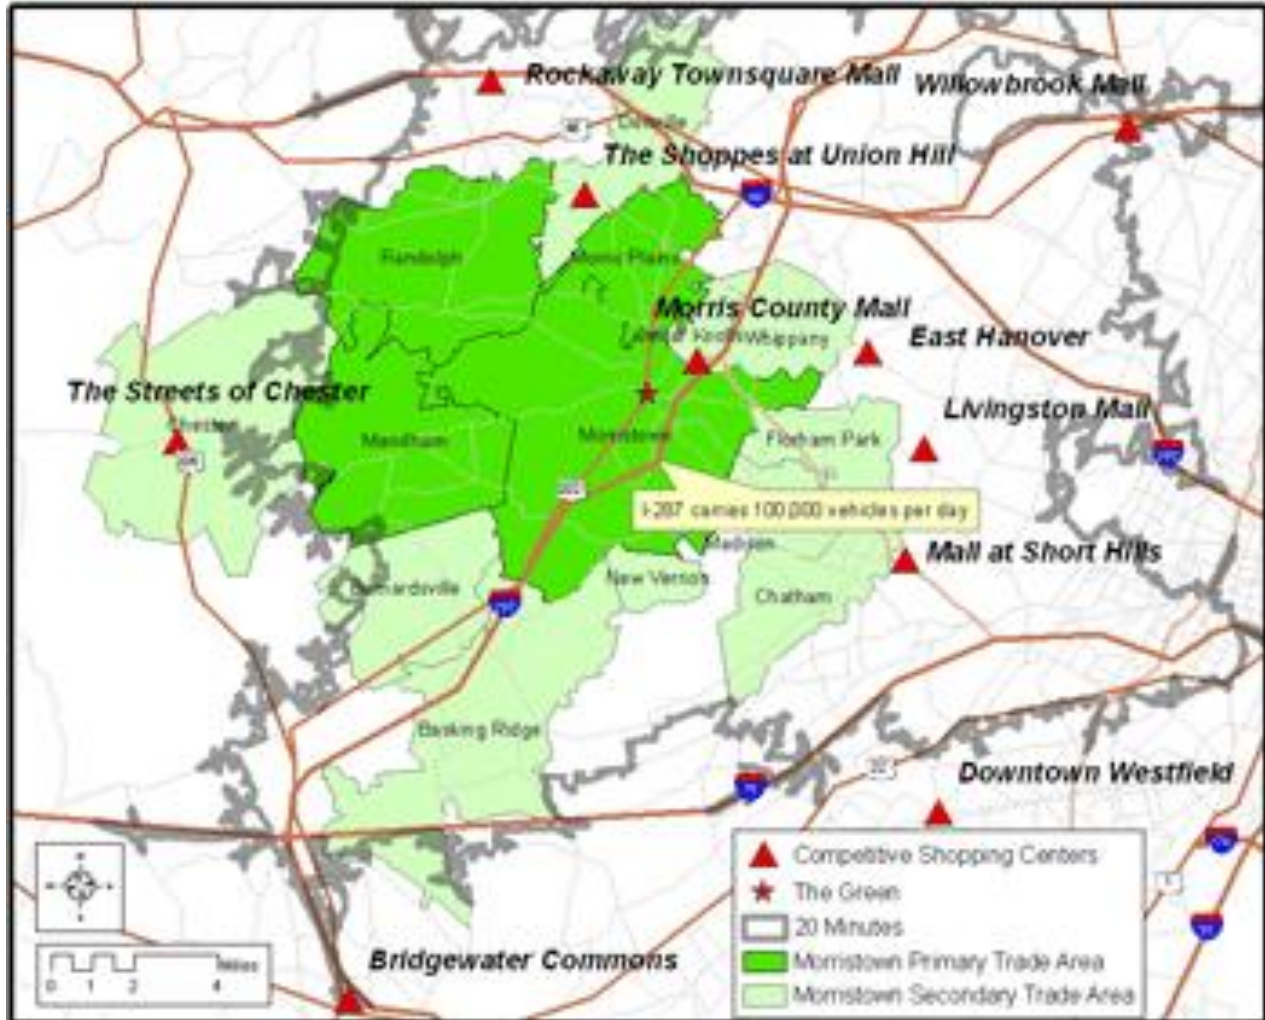 Rockaway Townsquare Mall
Willowbrook Mall
Denville
The Shoppes at Union Hill
Randolph
Morris Plains
Morris County Mall
Whippany
East Hanover
The Streets of Chester
Chester
Livingston Mall
Mendham
Morristown
Florham Park
I-287 carries 100,000 vehicles per day
Madison
Mall at Short Hills
Bernardsville
New Vernon
Chatham
Basking Ridge
Downtown Westfield
Competitive Shopping Centers
The Green
20 Minutes
Bridgewater Commons
Morristown Primary Trade Area
Miles
0 1 2 4
Morristown Secondary Trade Area